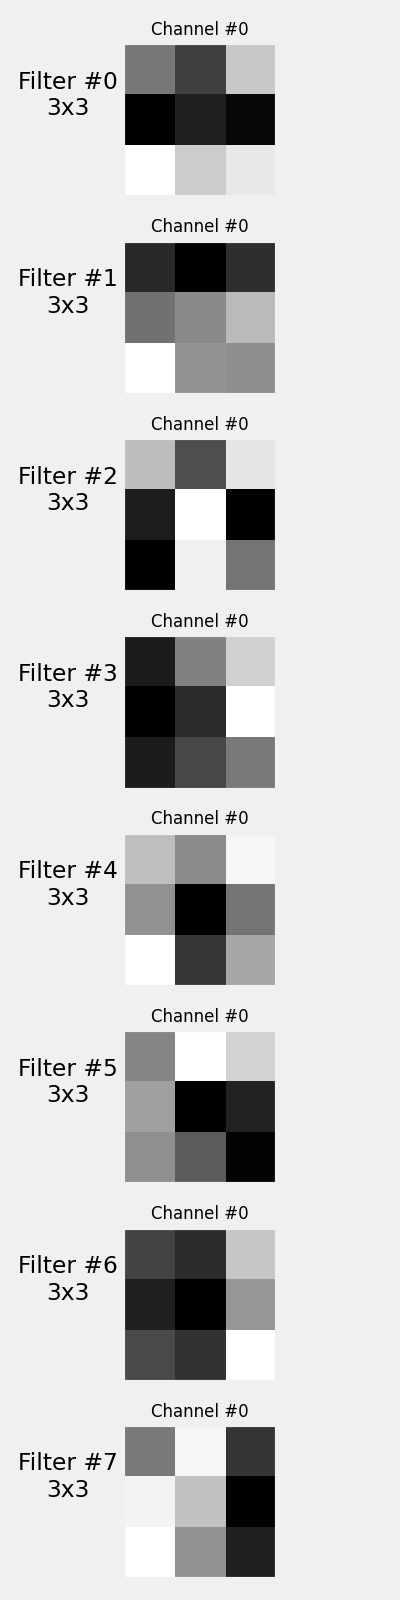 Channel #0
Filter #0
3x3
Channel #0
Filter #1
3x3
Channel #0
Filter #2
3x3
Channel #0
Filter #3
3x3
Channel #0
Filter #4
3x3
Channel #0
Filter #5
3x3
Channel #0
Filter #6
3x3
Channel #0
Filter #7
3x3